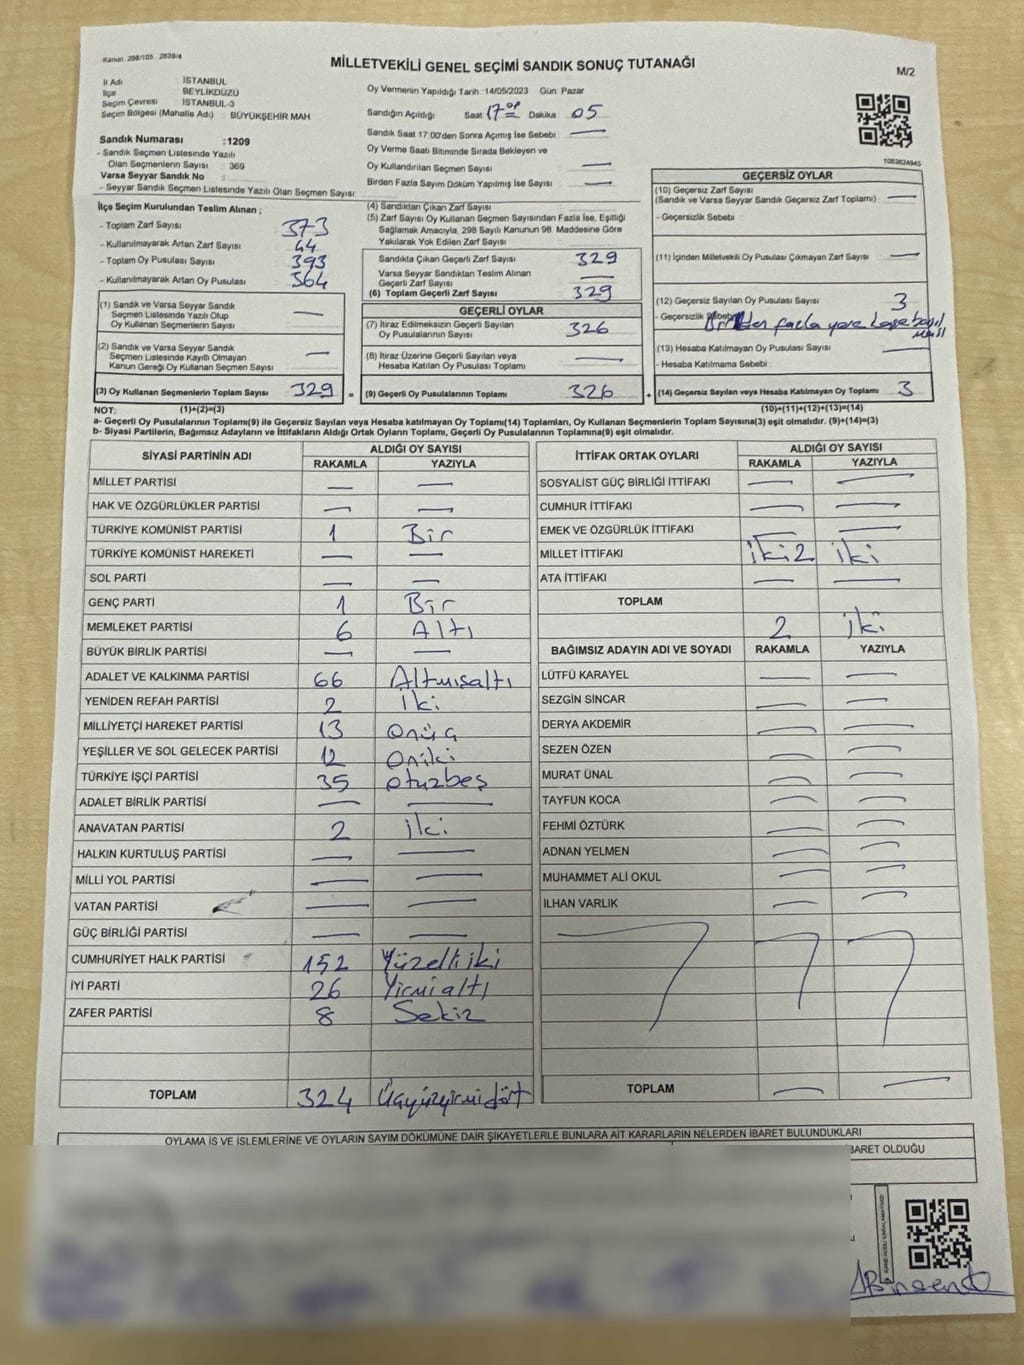 Kanun 298/105 . 2839/4
MİLLETVEKİLİ GENEL SEÇİMİ SANDIK SONUÇ TUTANAĞI
M/2
İl Adı : İSTANBUL
İlçe BEYLİKDÜZÜ
Seçim Çevresi : İSTANBUL-3
Seçim Bölgesi (Mahalle Adı) : BÜYÜKŞEHİR MAH
Sandık Numarası : 1209
- Sandık Seçmen Listesinde Yazılı
Olan Seçmenlerin Sayısı : 369
Varsa Seyyar Sandık No
- Seyyar Sandık Seçmen Listesinde Yazılı Olan Seçmen Sayısı
Oy Vermenin Yapıldığı Tarih : 14/05/2023 Gün Pazar
Sandığın Açıldığı Saat 17 Dakika 05
Sandık Saat 17:00'den Sonra Açımış İse Sebebi —
Oy Verme Saati Bitiminde Sırada Bekleyen ve
Oy Kullandırılan Seçmen Sayısı —
Birden Fazla Sayım Döküm Yapılmış İse Sayısı —
1083624945
İlçe Seçim Kurulundan Teslim Alınan ;
- Toplam Zarf Sayısı 373
- Kullanılmayarak Artan Zarf Sayısı 44
- Toplam Oy Pusulası Sayısı 393
- Kullanılmayarak Artan Oy Pusulası 364
(1) Sandık ve Varsa Seyyar Sandık
Seçmen Listesinde Yazılı Olup
Oy Kullanan Seçmenlerin Sayısı —
(2) Sandık ve Varsa Seyyar Sandık
Seçmen Listesinde Kayıtlı Olmayan
Kanun Gereği Oy Kullanan Seçmen Sayısı —
(3) Oy Kullanan Seçmenlerin Toplam Sayısı 329
(4) Sandıktan Çıkan Zarf Sayısı
(5) Zarf Sayısı Oy Kullanan Seçmen Sayısından Fazla İse, Eşitliği
Sağlamak Amacıyla, 298 Sayılı Kanunun 98. Maddesine Göre
Yakılarak Yok Edilen Zarf Sayısı
Sandıkta Çıkan Geçerli Zarf Sayısı 329
Varsa Seyyar Sandıktan Teslim Alınan
Geçerli Zarf Sayısı —
(6) Toplam Geçerli Zarf Sayısı 329
GEÇERLİ OYLAR
(7) İtiraz Edilmeksizin Geçerli Sayılan
Oy Pusulalarının Sayısı 326
(8) İtiraz Üzerine Geçerli Sayılan veya
Hesaba Katılan Oy Pusulası Toplamı —
= (9) Geçerli Oy Pusulalarının Toplamı 326
GEÇERSİZ OYLAR
(10) Geçersiz Zarf Sayısı
(Sandık ve Varsa Seyyar Sandık Geçersiz Zarf Toplamı) —
- Geçersizlik Sebebi
(11) İçinden Milletvekili Oy Pusulası Çıkmayan Zarf Sayısı —
(12) Geçersiz Sayılan Oy Pusulası Sayısı 3
- Geçersizlik Sebebi Birden fazla yere
(13) Hesaba Katılmayan Oy Pusulası Sayısı —
- Hesaba Katılmama Sebebi
+ (14) Geçersiz Sayılan veya Hesaba Katılmayan Oy Toplamı 3
NOT: (1)+(2)=(3) (10)+(11)+(12)+(13)=(14)
a- Geçerli Oy Pusulalarının Toplamı(9) ile Geçersiz Sayılan veya Hesaba katılmayan Oy Toplamı(14) Toplamları, Oy Kullanan Seçmenlerin Toplam Sayısına(3) eşit olmalıdır. (9)+(14)=(3)
b- Siyasi Partilerin, Bağımsız Adayların ve İttifakların Aldığı Ortak Oyların Toplamı, Geçerli Oy Pusulalarının Toplamına(9) eşit olmalıdır.
SİYASİ PARTİNİN ADI ALDIĞI OY SAYISI
RAKAMLA YAZIYLA
MİLLET PARTİSİ — —
HAK VE ÖZGÜRLÜKLER PARTİSİ — —
TÜRKİYE KOMÜNİST PARTİSİ 1 Bir
TÜRKİYE KOMÜNİST HAREKETİ — —
SOL PARTİ — —
GENÇ PARTİ 1 Bir
MEMLEKET PARTİSİ 6 Altı
BÜYÜK BİRLİK PARTİSİ — —
ADALET VE KALKINMA PARTİSİ 66 Altmışaltı
YENİDEN REFAH PARTİSİ 2 İki
MİLLİYETÇİ HAREKET PARTİSİ 13 Onüç
YEŞİLLER VE SOL GELECEK PARTİSİ 12 Oniki
TÜRKİYE İŞÇİ PARTİSİ 35 otuzbeş
ADALET BİRLİK PARTİSİ — —
ANAVATAN PARTİSİ 2 iki
HALKIN KURTULUŞ PARTİSİ — —
MİLLİ YOL PARTİSİ — —
VATAN PARTİSİ — —
GÜÇ BİRLİĞİ PARTİSİ — —
CUMHURİYET HALK PARTİSİ 152 Yüzelliiki
İYİ PARTİ 26 Yirmialtı
ZAFER PARTİSİ 8 Sekiz
TOPLAM 324 Üçyüzyirmidört
İTTİFAK ORTAK OYLARI ALDIĞI OY SAYISI
RAKAMLA YAZIYLA
SOSYALİST GÜÇ BİRLİĞİ İTTİFAKI — —
CUMHUR İTTİFAKI — —
EMEK VE ÖZGÜRLÜK İTTİFAKI — —
MİLLET İTTİFAKI iki 2 iki
ATA İTTİFAKI — —
TOPLAM
2 iki
BAĞIMSIZ ADAYIN ADI VE SOYADI RAKAMLA YAZIYLA
LÜTFÜ KARAYEL — —
SEZGİN SİNCAR — —
DERYA AKDEMİR — —
SEZEN ÖZEN — —
MURAT ÜNAL — —
TAYFUN KOCA — —
FEHMİ ÖZTÜRK — —
ADNAN YELMEN — —
MUHAMMET ALİ OKUL — —
İLHAN VARLIK — —
TOPLAM — —
OYLAMA İŞ VE İŞLEMLERİNE VE OYLARIN SAYIM DÖKÜMÜNE DAİR ŞİKAYETLERLE BUNLARA AİT KARARLARIN NELERDEN İBARET BULUNDUKLARI
İBARET OLDUĞU